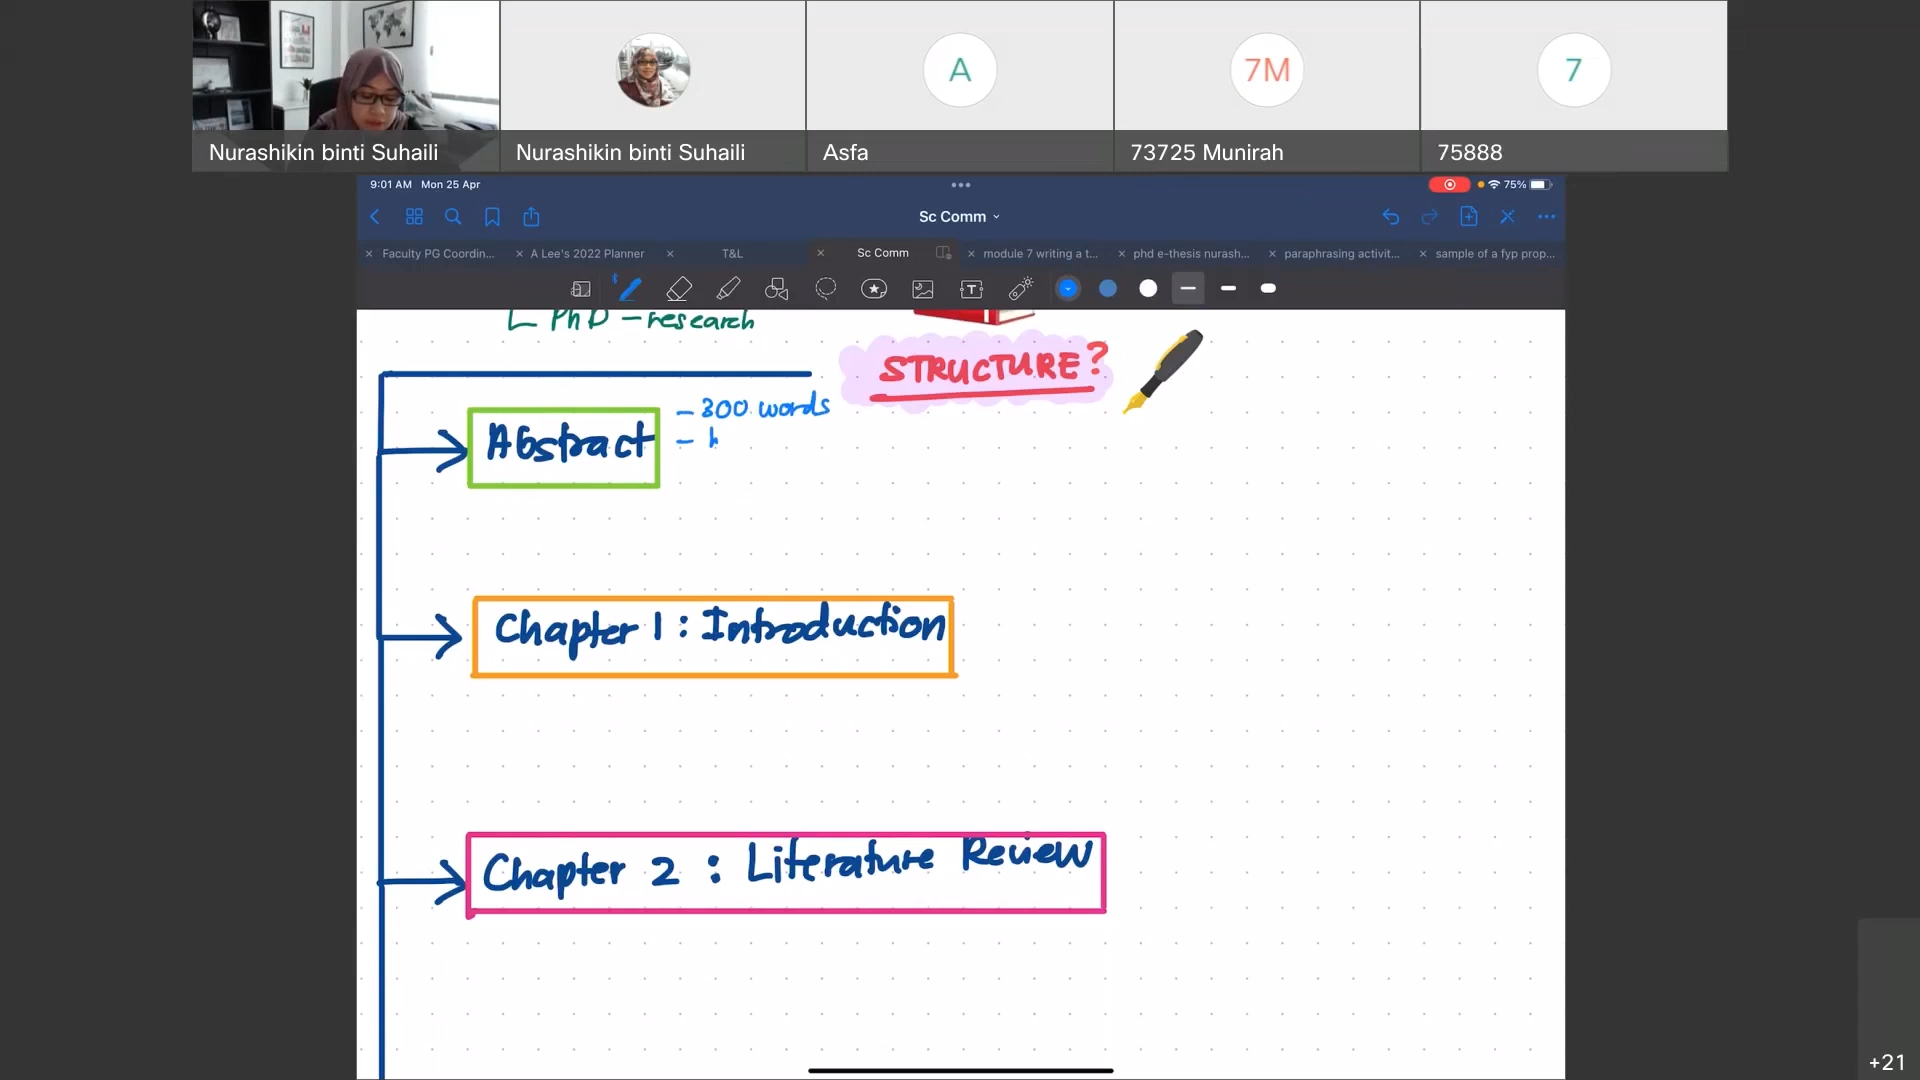 Nurashikin binti Suhaili
Nurashikin binti Suhaili
A
Asfa
7M
73725 Munirah
7
75888
9:01 AM Mon 25 Apr
75%
Sc Comm
Faculty PG Coordin...
A Lee's 2022 Planner
T&L
Sc Comm
module 7 writing a t...
phd e-thesis nurash...
paraphrasing activit...
sample of a fyp prop...
PhD - research
STRUCTURE?
Abstract
- 300 words
-
Chapter 1 : Introduction
Chapter 2 : Literature Review
+21